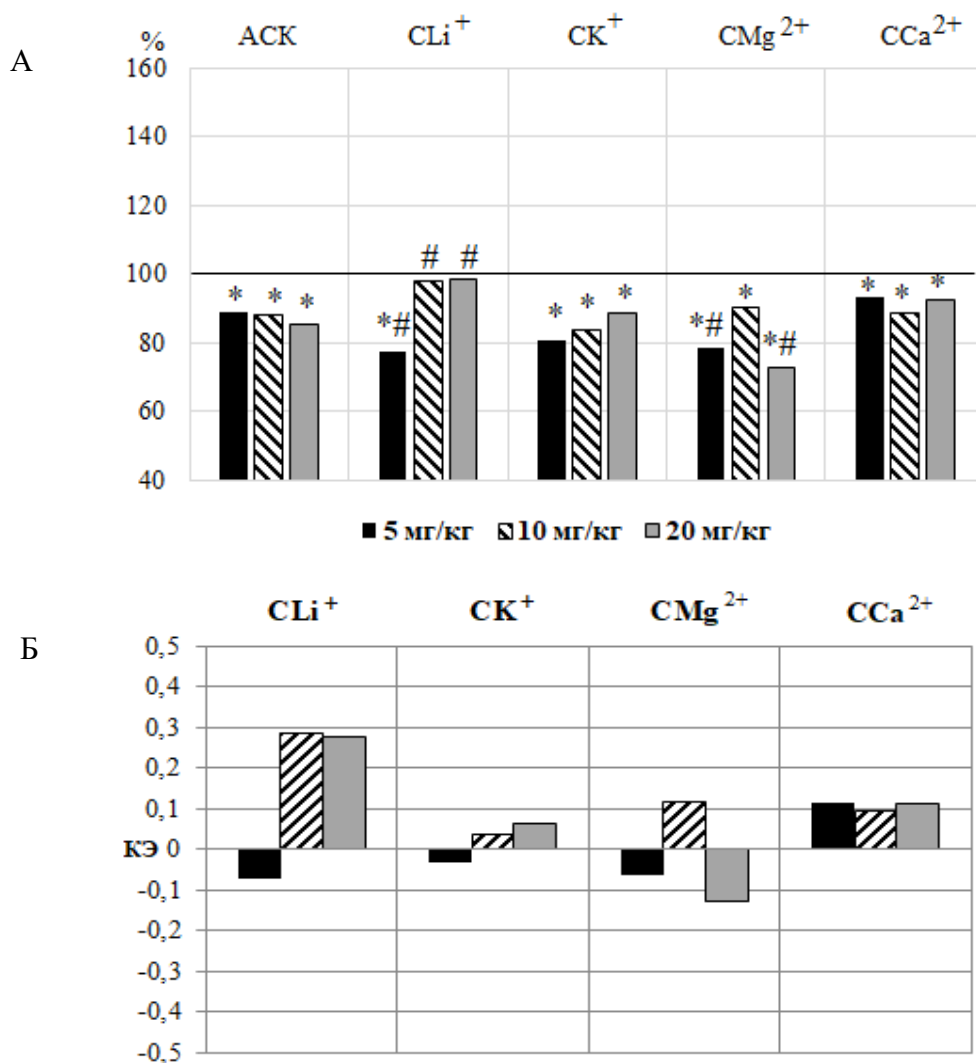 А
% АСК CLi⁺ CK⁺ CMg²⁺ CCa²⁺
160
140
120
100
80
60
40
* * *
*# # #
* * *
*# * *#
* * *
5 мг/кг 10 мг/кг 20 мг/кг
Б
CLi⁺ CK⁺ CMg²⁺ CCa²⁺
0,5
0,4
0,3
0,2
0,1
КЭ 0
-0,1
-0,2
-0,3
-0,4
-0,5